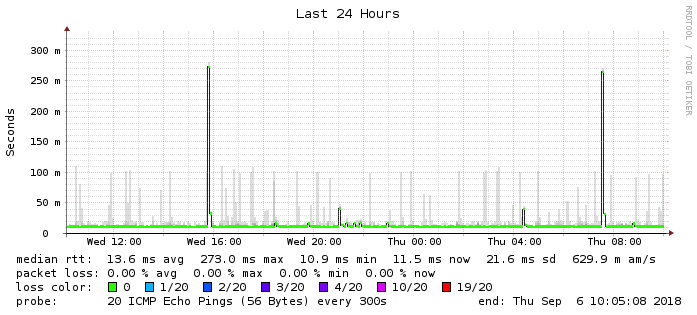 Last 24 Hours
RRDTOOL / TOBI OETIKER
Seconds
300 m
250 m
200 m
150 m
100 m
50 m
0
Wed 12:00 Wed 16:00 Wed 20:00 Thu 00:00 Thu 04:00 Thu 08:00
median rtt: 13.6 ms avg 273.0 ms max 10.9 ms min 11.5 ms now 21.6 ms sd 629.9 m am/s
packet loss: 0.00 % avg 0.00 % max 0.00 % min 0.00 % now
loss color: 0 1/20 2/20 3/20 4/20 10/20 19/20
probe: 20 ICMP Echo Pings (56 Bytes) every 300s end: Thu Sep 6 10:05:08 2018